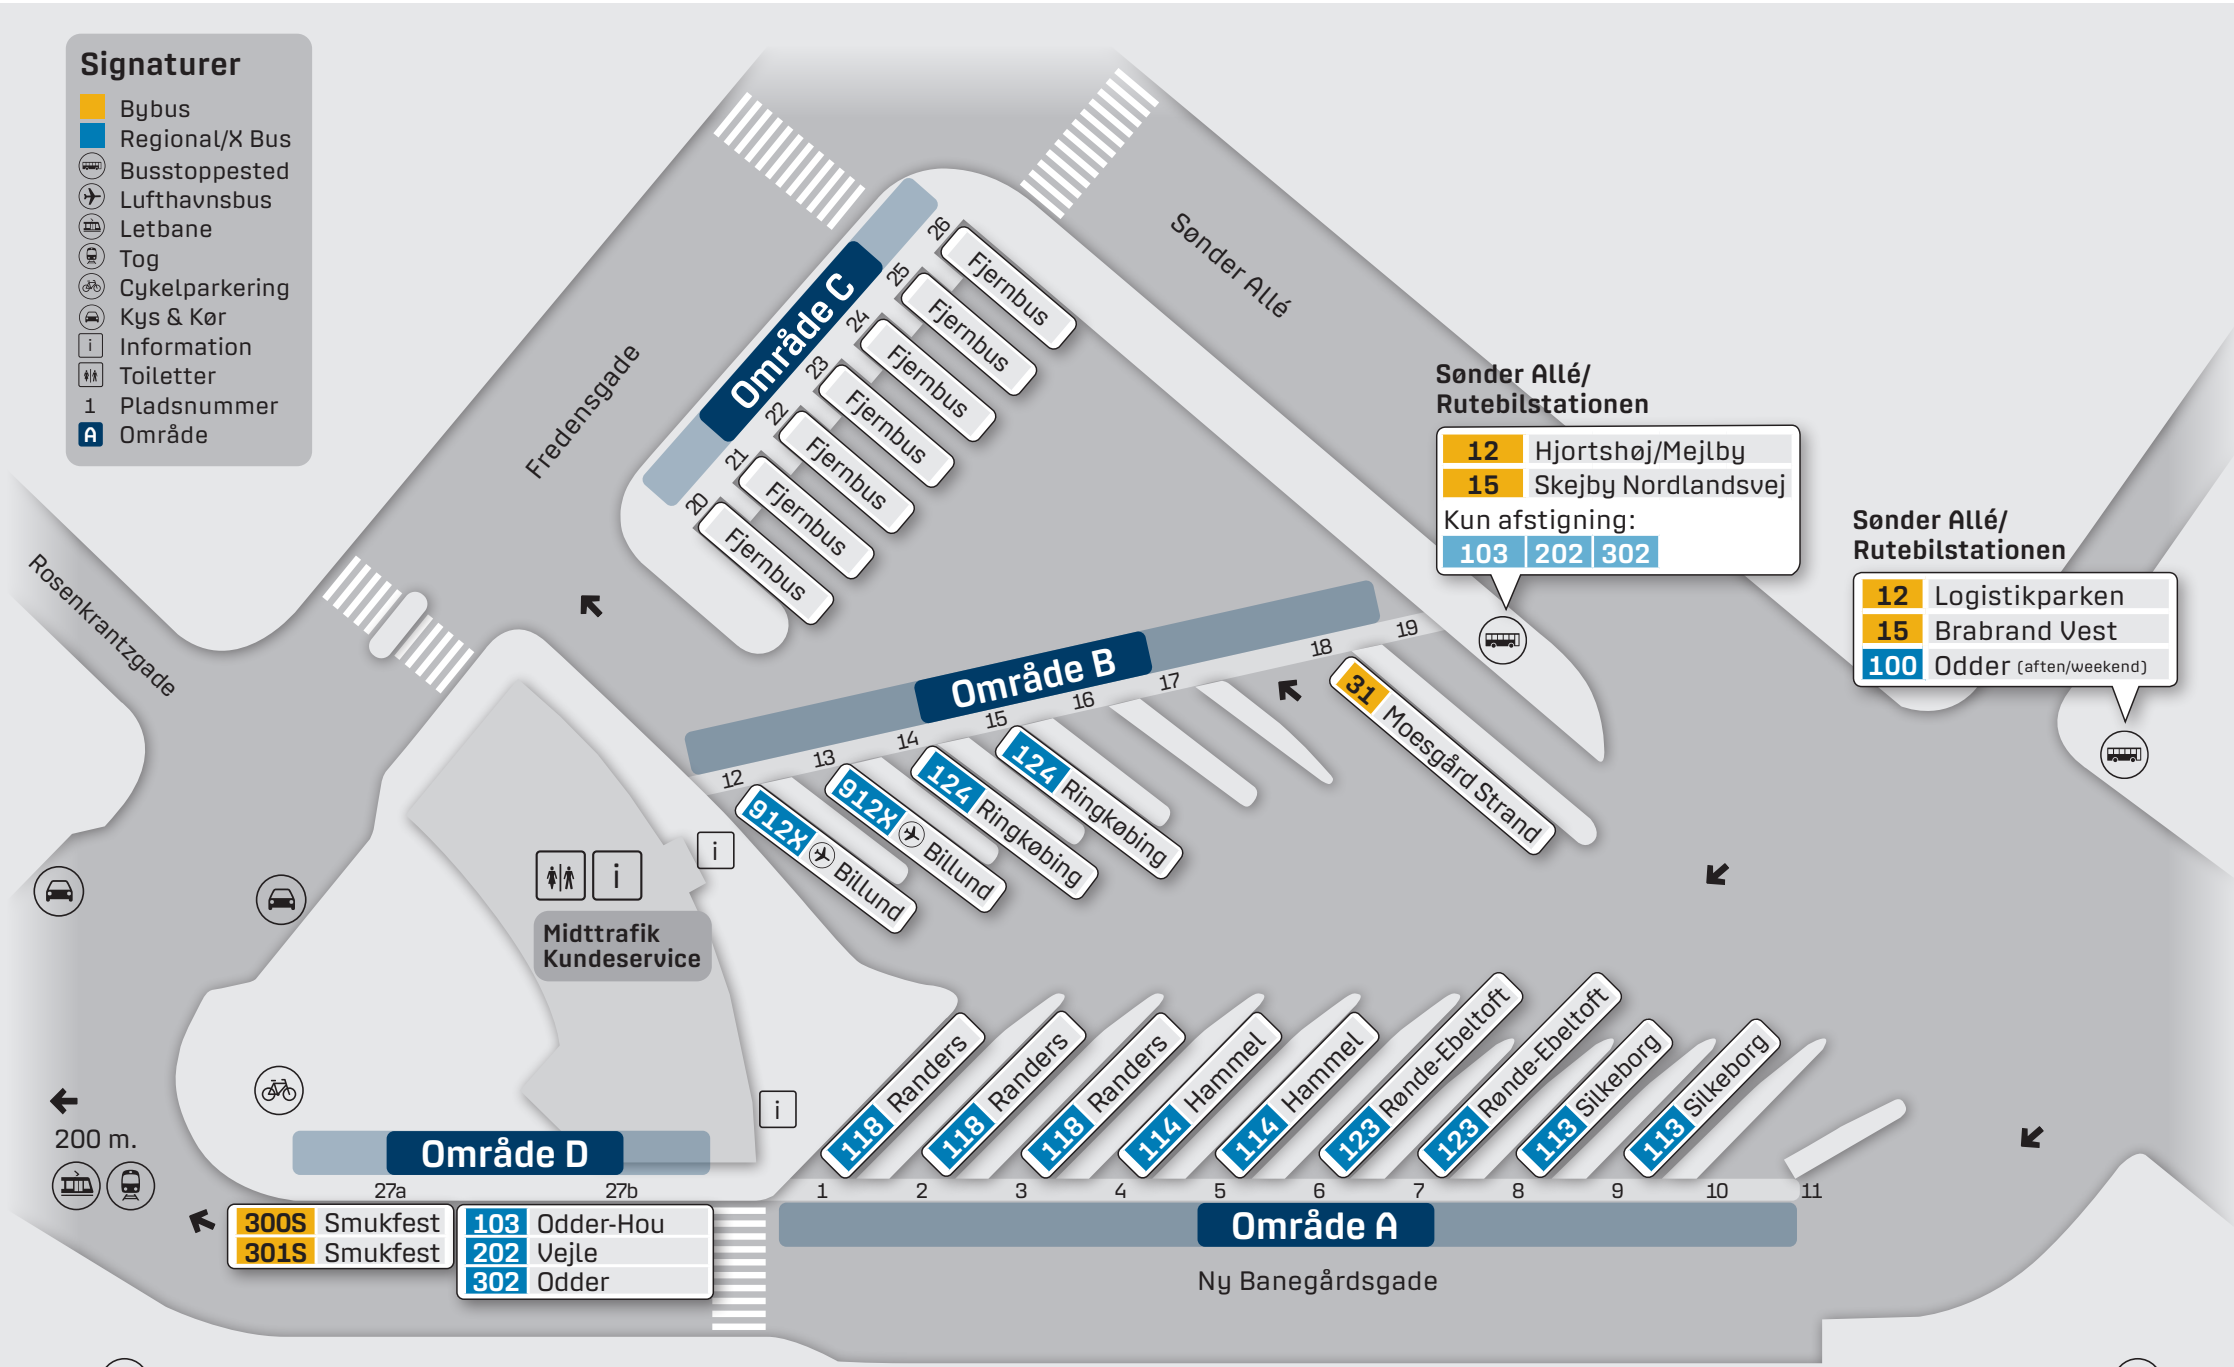 Signaturer
Bybus
Regional/X Bus
Busstoppested
Lufthavnsbus
Letbane
Tog
Cykelparkering
Kys & Kør
i Information
Toiletter
1 Pladsnummer
A Område
Fredensgade
Sønder Allé
Rosenkrantzgade
Område C
26 Fjernbus
25 Fjernbus
24 Fjernbus
23 Fjernbus
22 Fjernbus
21 Fjernbus
20 Fjernbus
Sønder Allé/
Rutebilstationen
12 Hjortshøj/Mejlby
15 Skejby Nordlandsvej
Kun afstigning:
103 202 302
Sønder Allé/
Rutebilstationen
12 Logistikparken
15 Brabrand Vest
100 Odder (aften/weekend)
Område B
12 13 14 15 16 17 18 19
912X Billund
912X Billund
124 Ringkøbing
124 Ringkøbing
31 Moesgård Strand
i
i
Midttrafik
Kundeservice
i
200 m.
Område D
27a 27b
300S Smukfest
301S Smukfest
103 Odder-Hou
202 Vejle
302 Odder
118 Randers
118 Randers
118 Randers
114 Hammel
114 Hammel
123 Rønde-Ebeltoft
123 Rønde-Ebeltoft
113 Silkeborg
113 Silkeborg
1 2 3 4 5 6 7 8 9 10 11
Område A
Ny Banegårdsgade